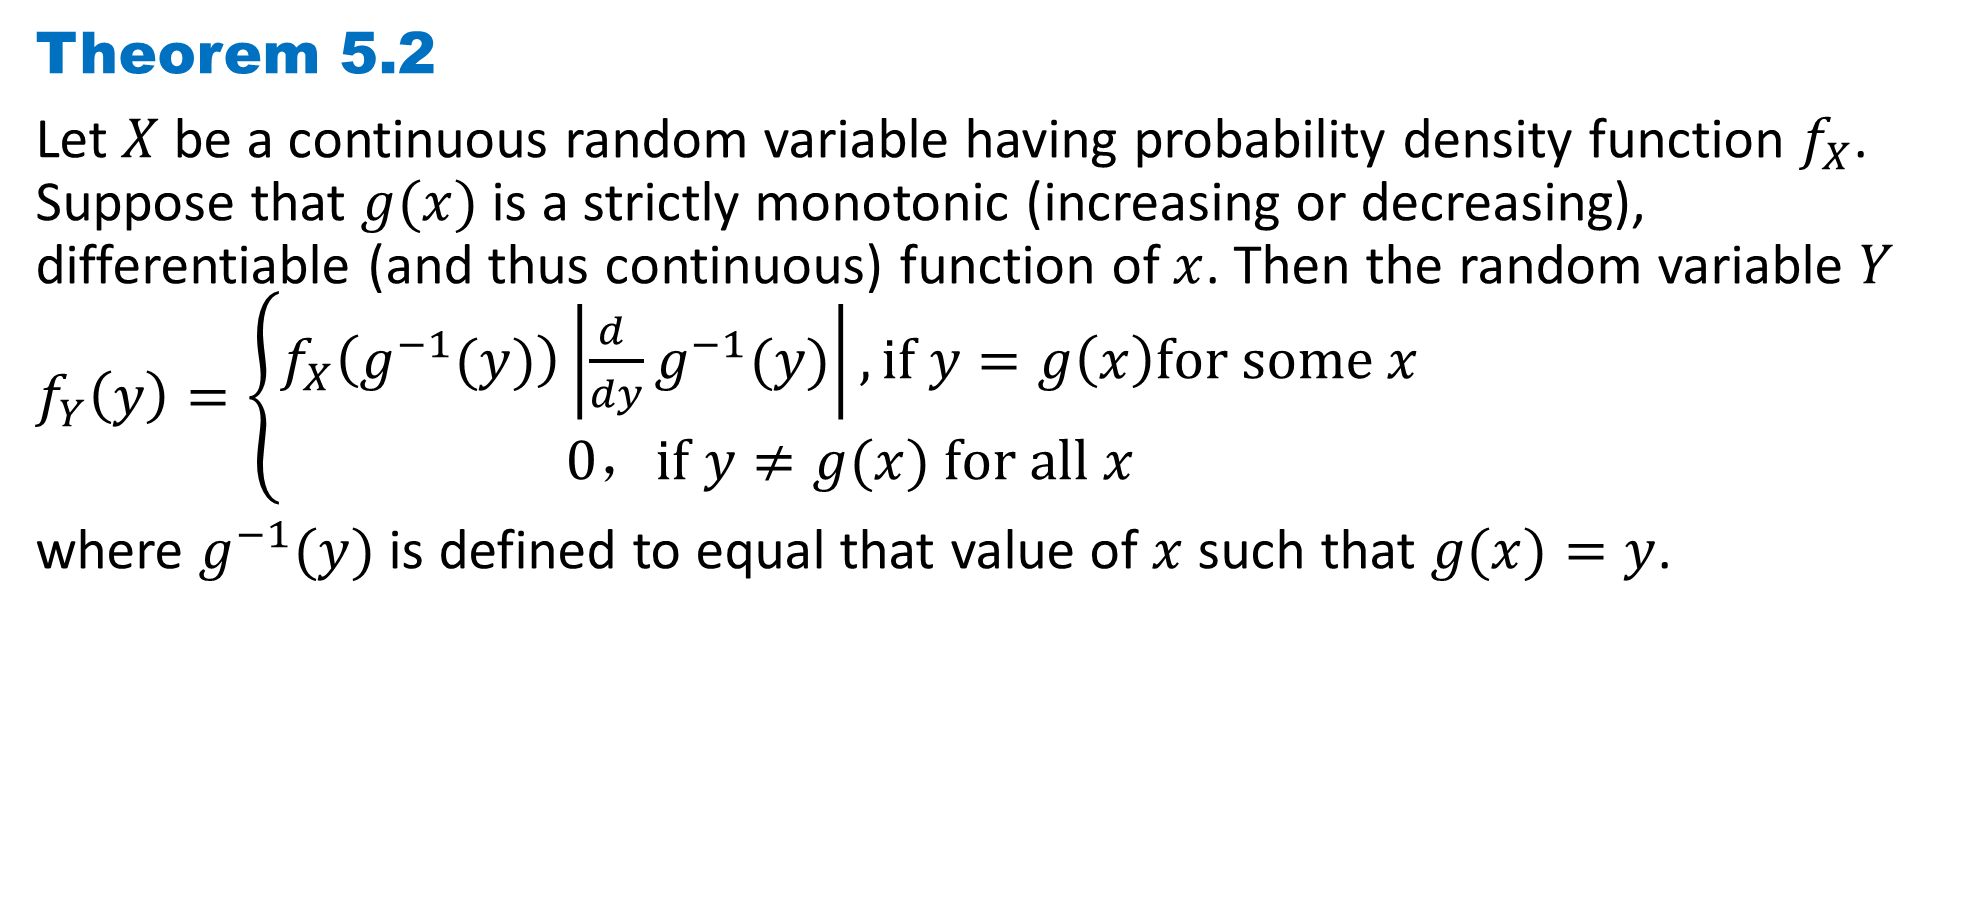 Theorem 5.2
Let X be a continuous random variable having probability density function f_X.
Suppose that g(x) is a strictly monotonic (increasing or decreasing),
differentiable (and thus continuous) function of x. Then the random variable Y
f_Y(y) = { f_X(g⁻¹(y)) |d/dy g⁻¹(y)|, if y = g(x)for some x
0, if y ≠ g(x) for all x
where g⁻¹(y) is defined to equal that value of x such that g(x) = y.